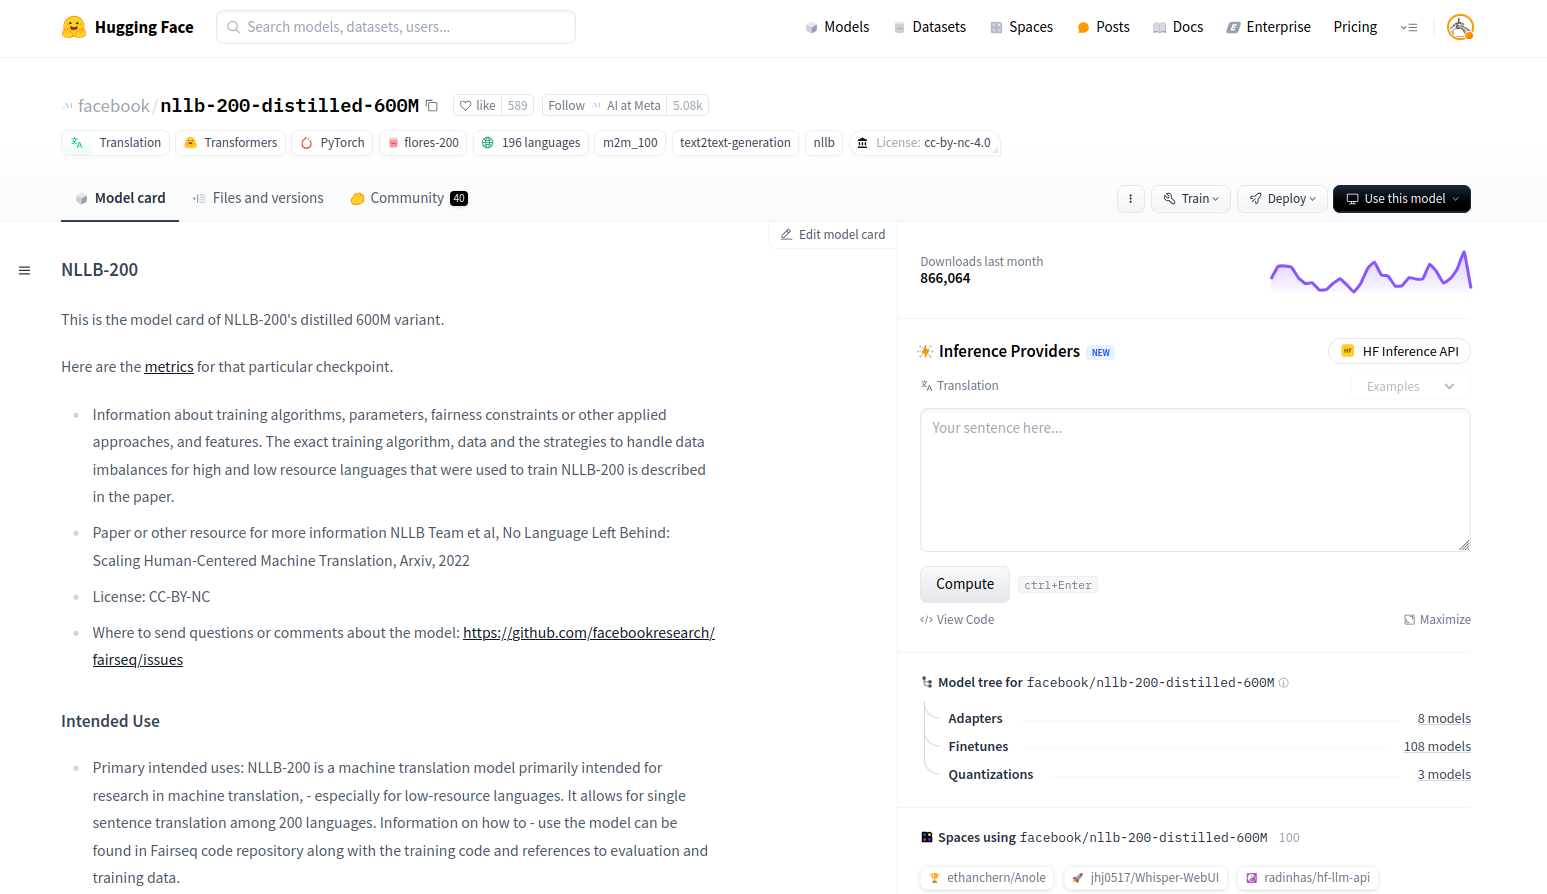 Hugging Face
Search models, datasets, users...
Models
Datasets
Spaces
Posts
Docs
Enterprise
Pricing
facebook/nllb-200-distilled-600M
like 589
Follow AI at Meta 5.08k
Translation
Transformers
PyTorch
flores-200
196 languages
m2m_100
text2text-generation
nllb
License: cc-by-nc-4.0
Model card
Files and versions
Community 40
Train
Deploy
Use this model
Edit model card
NLLB-200
This is the model card of NLLB-200's distilled 600M variant.
Here are the metrics for that particular checkpoint.
Information about training algorithms, parameters, fairness constraints or other applied
approaches, and features. The exact training algorithm, data and the strategies to handle data
imbalances for high and low resource languages that were used to train NLLB-200 is described
in the paper.
Paper or other resource for more information NLLB Team et al, No Language Left Behind:
Scaling Human-Centered Machine Translation, Arxiv, 2022
License: CC-BY-NC
Where to send questions or comments about the model: https://github.com/facebookresearch/
fairseq/issues
Intended Use
Primary intended uses: NLLB-200 is a machine translation model primarily intended for
research in machine translation, - especially for low-resource languages. It allows for single
sentence translation among 200 languages. Information on how to - use the model can be
found in Fairseq code repository along with the training code and references to evaluation and
training data.
Downloads last month
866,064
Inference Providers NEW
HF HF Inference API
Translation
Examples
Your sentence here...
Compute
ctrl+Enter
View Code
Maximize
Model tree for facebook/nllb-200-distilled-600M
Adapters 8 models
Finetunes 108 models
Quantizations 3 models
Spaces using facebook/nllb-200-distilled-600M 100
ethanchern/Anole
jhj0517/Whisper-WebUI
radinhas/hf-llm-api